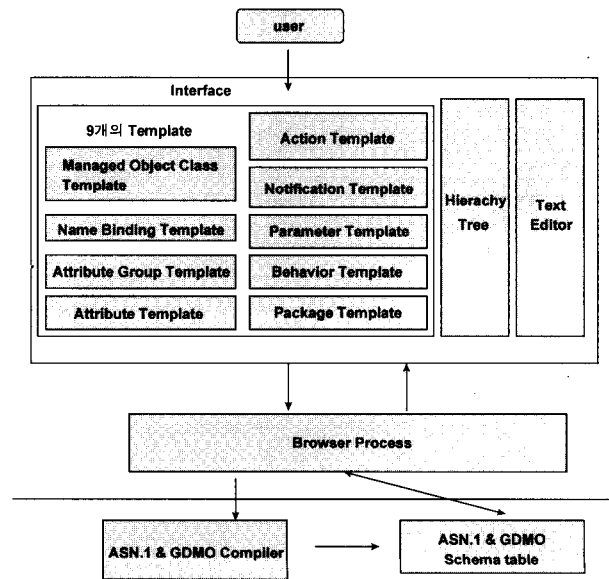 user
Interface
9개의 Template
Managed Object Class
Template
Name Binding Template
Attribute Group Template
Attribute Template
Action Template
Notification Template
Parameter Template
Behavior Template
Package Template
Hierachy
Tree
Text
Editor
Browser Process
ASN.1 & GDMO Compiler
ASN.1 & GDMO
Schema table